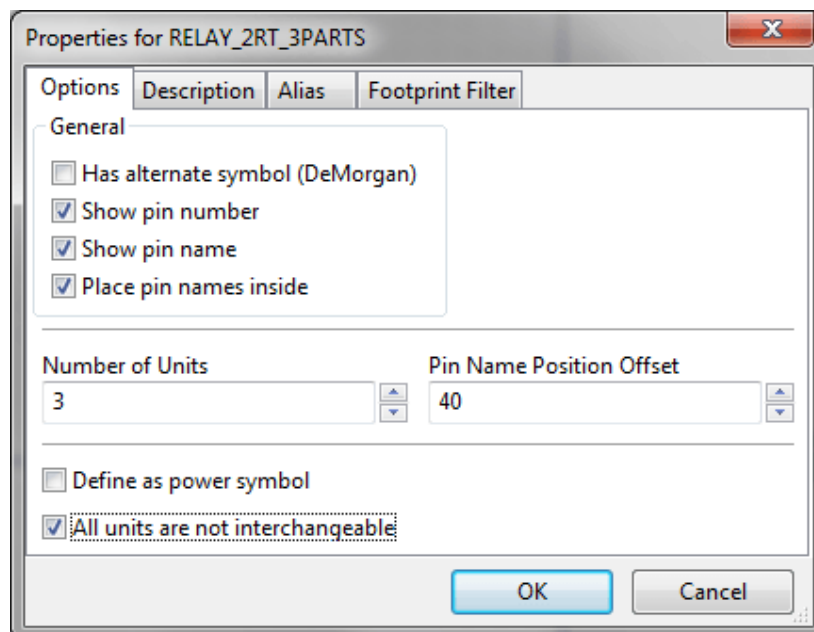 Properties for RELAY_2RT_3PARTS
Options Description Alias Footprint Filter
General
Has alternate symbol (DeMorgan)
Show pin number
Show pin name
Place pin names inside
Number of Units Pin Name Position Offset
3 40
Define as power symbol
All units are not interchangeable
OK Cancel